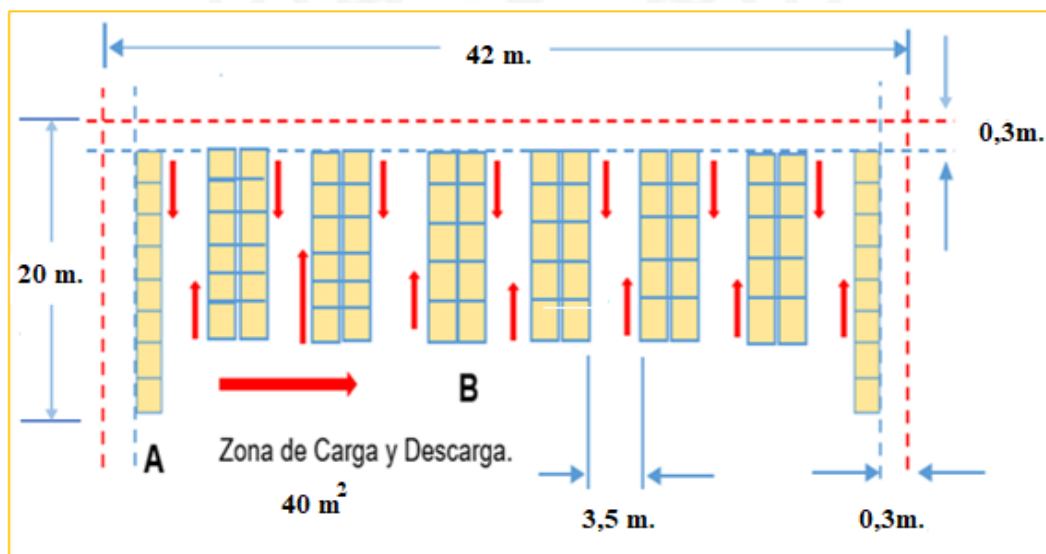 42 m.
0,3m.
20 m.
B
A
Zona de Carga y Descarga.
40 m²
3,5 m.
0,3m.